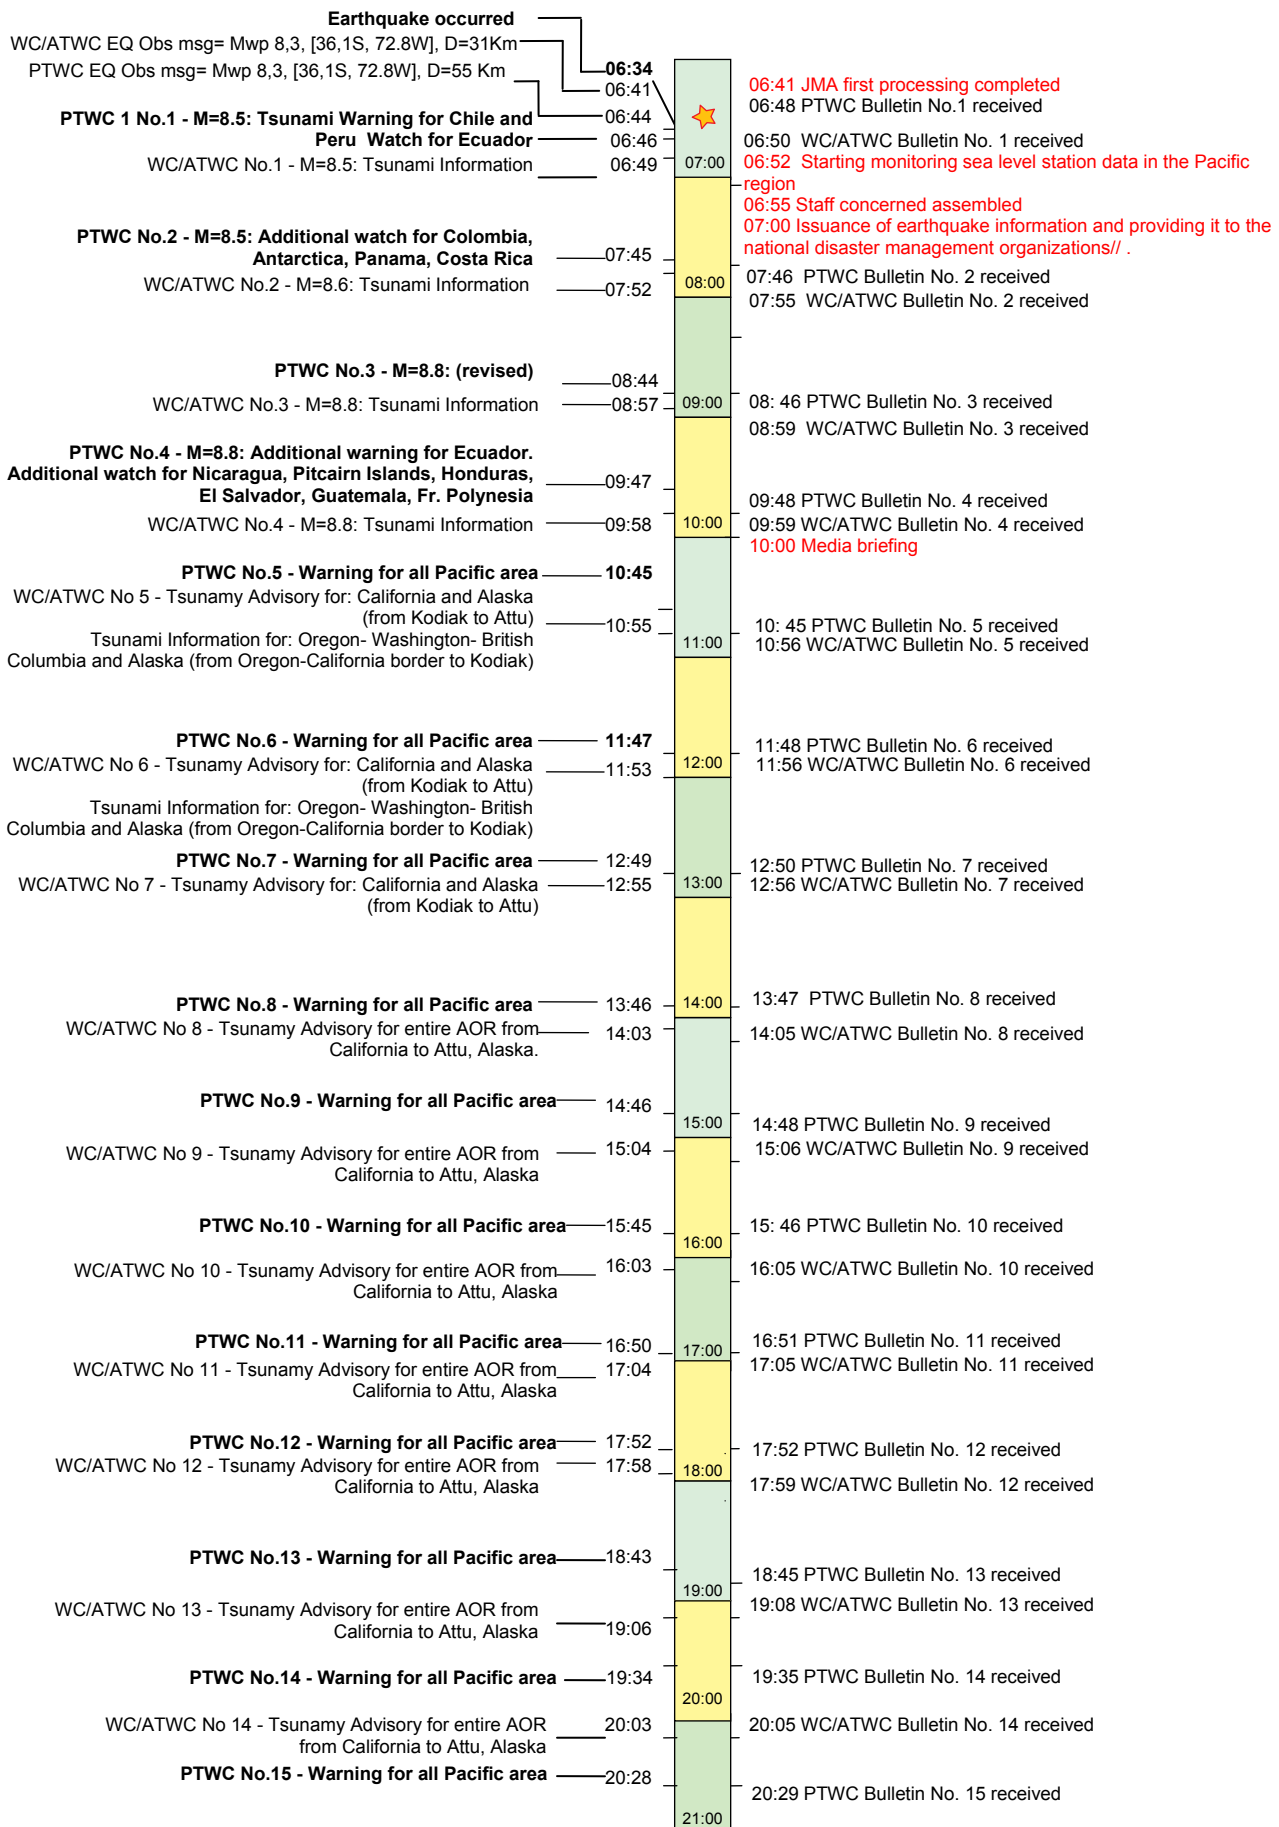 Earthquake occurred
WC/ATWC EQ Obs msg= Mwp 8,3, [36,1S, 72.8W], D=31Km
PTWC EQ Obs msg= Mwp 8,3, [36,1S, 72.8W], D=55 Km
06:34
06:41
06:41 JMA first processing completed
06:48 PTWC Bulletin No.1 received
PTWC 1 No.1 - M=8.5: Tsunami Warning for Chile and
06:44
Peru Watch for Ecuador
06:46
06:50 WC/ATWC Bulletin No. 1 received
WC/ATWC No.1 - M=8.5: Tsunami Information
06:49
07:00
06:52 Starting monitoring sea level station data in the Pacific
region
06:55 Staff concerned assembled
07:00 Issuance of earthquake information and providing it to the
national disaster management organizations// .
PTWC No.2 - M=8.5: Additional watch for Colombia,
Antarctica, Panama, Costa Rica
07:45
07:46 PTWC Bulletin No. 2 received
WC/ATWC No.2 - M=8.6: Tsunami Information
07:52
08:00
07:55 WC/ATWC Bulletin No. 2 received
PTWC No.3 - M=8.8: (revised)
08:44
WC/ATWC No.3 - M=8.8: Tsunami Information
08:57
09:00
08: 46 PTWC Bulletin No. 3 received
08:59 WC/ATWC Bulletin No. 3 received
PTWC No.4 - M=8.8: Additional warning for Ecuador.
Additional watch for Nicaragua, Pitcairn Islands, Honduras,
El Salvador, Guatemala, Fr. Polynesia
09:47
09:48 PTWC Bulletin No. 4 received
WC/ATWC No.4 - M=8.8: Tsunami Information
09:58
10:00
09:59 WC/ATWC Bulletin No. 4 received
10:00 Media briefing
PTWC No.5 - Warning for all Pacific area
10:45
WC/ATWC No 5 - Tsunamy Advisory for: California and Alaska
(from Kodiak to Attu)
10:55
10: 45 PTWC Bulletin No. 5 received
Tsunami Information for: Oregon- Washington- British
Columbia and Alaska (from Oregon-California border to Kodiak)
11:00
10:56 WC/ATWC Bulletin No. 5 received
PTWC No.6 - Warning for all Pacific area
11:47
11:48 PTWC Bulletin No. 6 received
WC/ATWC No 6 - Tsunamy Advisory for: California and Alaska
(from Kodiak to Attu)
11:53
12:00
11:56 WC/ATWC Bulletin No. 6 received
Tsunami Information for: Oregon- Washington- British
Columbia and Alaska (from Oregon-California border to Kodiak)
PTWC No.7 - Warning for all Pacific area
12:49
12:50 PTWC Bulletin No. 7 received
WC/ATWC No 7 - Tsunamy Advisory for: California and Alaska
(from Kodiak to Attu)
12:55
13:00
12:56 WC/ATWC Bulletin No. 7 received
PTWC No.8 - Warning for all Pacific area
13:46
14:00
13:47 PTWC Bulletin No. 8 received
WC/ATWC No 8 - Tsunamy Advisory for entire AOR from
California to Attu, Alaska.
14:03
14:05 WC/ATWC Bulletin No. 8 received
PTWC No.9 - Warning for all Pacific area
14:46
15:00
14:48 PTWC Bulletin No. 9 received
WC/ATWC No 9 - Tsunamy Advisory for entire AOR from
California to Attu, Alaska
15:04
15:06 WC/ATWC Bulletin No. 9 received
PTWC No.10 - Warning for all Pacific area
15:45
16:00
15: 46 PTWC Bulletin No. 10 received
WC/ATWC No 10 - Tsunamy Advisory for entire AOR from
California to Attu, Alaska
16:03
16:05 WC/ATWC Bulletin No. 10 received
PTWC No.11 - Warning for all Pacific area
16:50
17:00
16:51 PTWC Bulletin No. 11 received
WC/ATWC No 11 - Tsunamy Advisory for entire AOR from
California to Attu, Alaska
17:04
17:05 WC/ATWC Bulletin No. 11 received
PTWC No.12 - Warning for all Pacific area
17:52
17:52 PTWC Bulletin No. 12 received
WC/ATWC No 12 - Tsunamy Advisory for entire AOR from
California to Attu, Alaska
17:58
18:00
17:59 WC/ATWC Bulletin No. 12 received
PTWC No.13 - Warning for all Pacific area
18:43
18:45 PTWC Bulletin No. 13 received
19:00
WC/ATWC No 13 - Tsunamy Advisory for entire AOR from
California to Attu, Alaska
19:06
19:08 WC/ATWC Bulletin No. 13 received
PTWC No.14 - Warning for all Pacific area
19:34
20:00
19:35 PTWC Bulletin No. 14 received
WC/ATWC No 14 - Tsunamy Advisory for entire AOR
from California to Attu, Alaska
20:03
20:05 WC/ATWC Bulletin No. 14 received
PTWC No.15 - Warning for all Pacific area
20:28
20:29 PTWC Bulletin No. 15 received
21:00